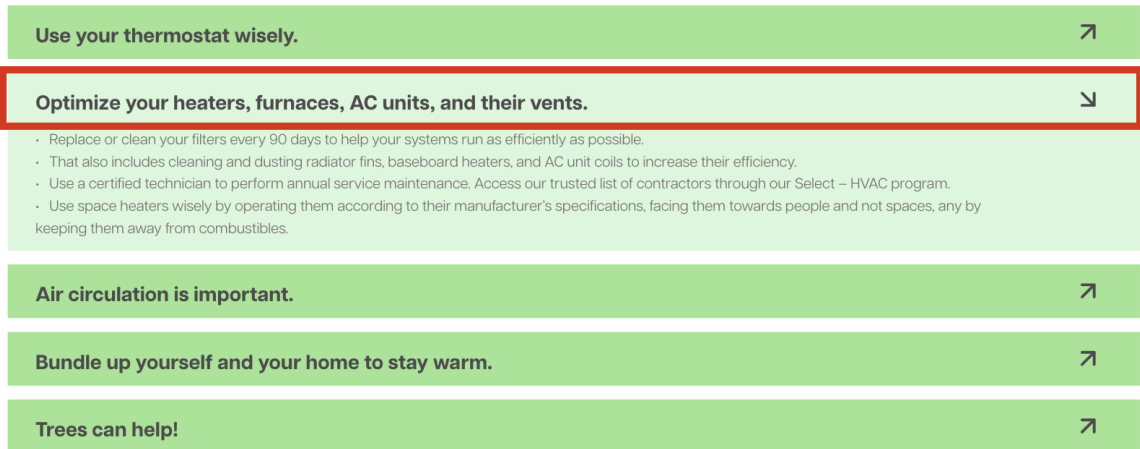 Use your thermostat wisely.
Optimize your heaters, furnaces, AC units, and their vents.
· Replace or clean your filters every 90 days to help your systems run as efficiently as possible.
· That also includes cleaning and dusting radiator fins, baseboard heaters, and AC unit coils to increase their efficiency.
· Use a certified technician to perform annual service maintenance. Access our trusted list of contractors through our Select – HVAC program.
· Use space heaters wisely by operating them according to their manufacturer's specifications, facing them towards people and not spaces, any by
keeping them away from combustibles.
Air circulation is important.
Bundle up yourself and your home to stay warm.
Trees can help!